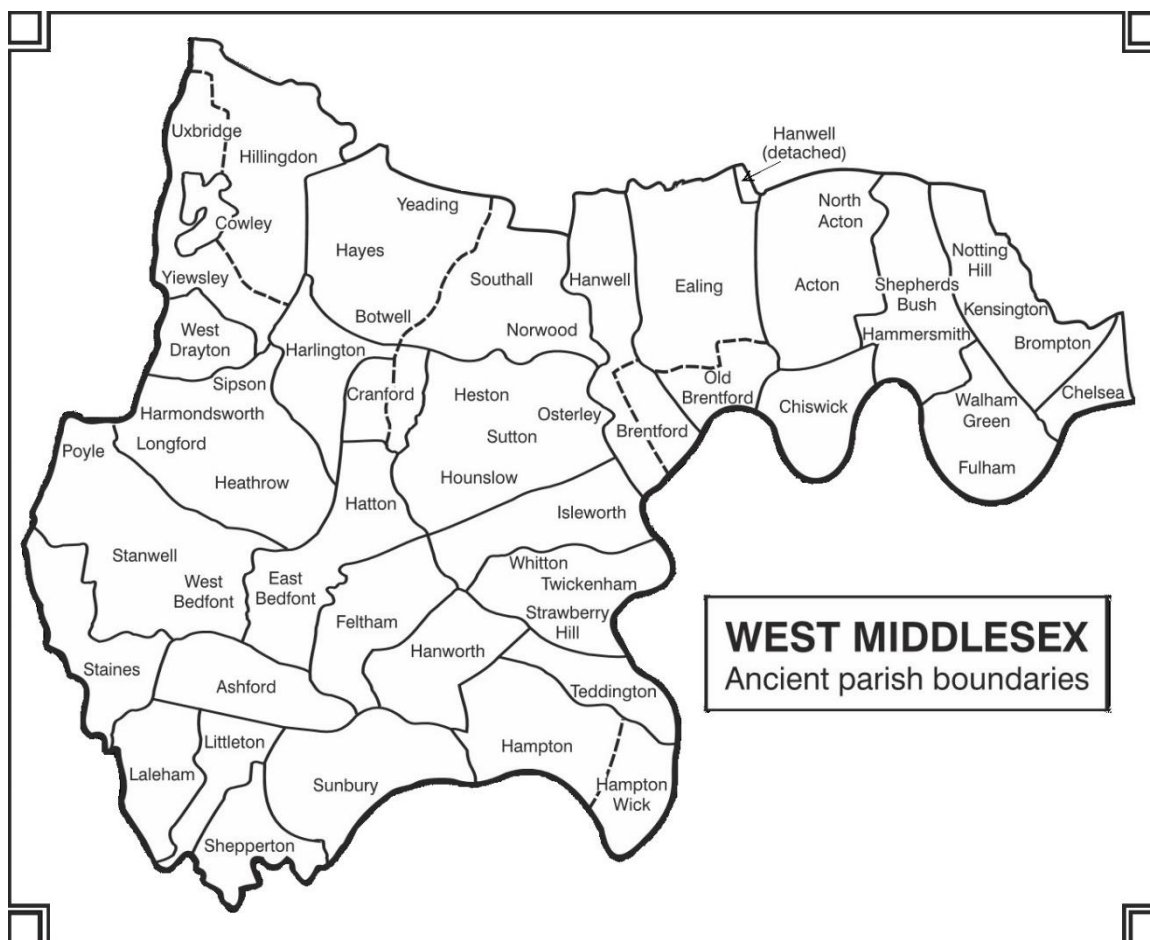 Hanwell
(detached)
Uxbridge
Hillingdon
Cowley
Yiewsley
West
Drayton
Yeading
Hayes
Botwell
Southall
Norwood
Hanwell
Ealing
North
Acton
Acton
Shepherds
Bush
Hammersmith
Notting
Hill
Kensington
Brompton
Chelsea
Harlington
Sipson
Harmondsworth
Longford
Heathrow
Poyle
Cranford
Heston
Osterley
Sutton
Hounslow
Brentford
Old
Brentford
Chiswick
Walham
Green
Fulham
Hatton
Isleworth
Stanwell
West
Bedfont
East
Bedfont
Feltham
Whitton
Twickenham
Strawberry
Hill
Hanworth
Teddington
Staines
Ashford
Laleham
Littleton
Shepperton
Sunbury
Hampton
Hampton
Wick
WEST MIDDLESEX
Ancient parish boundaries